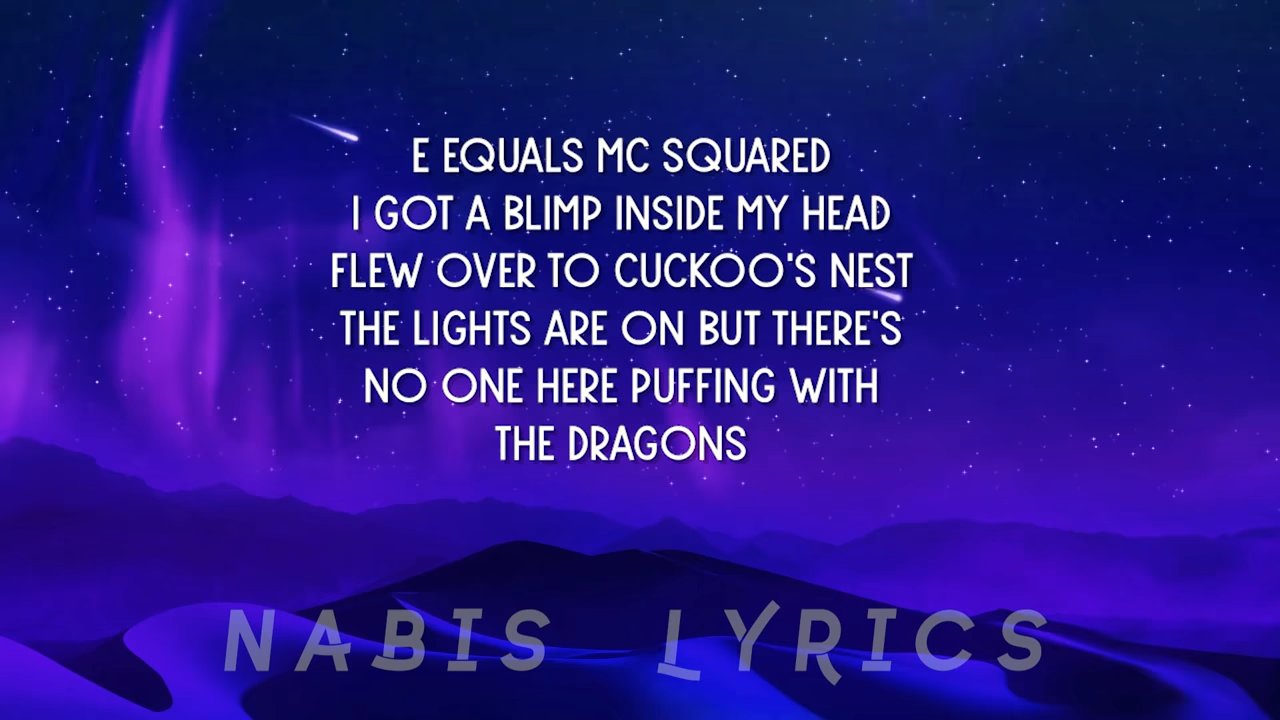 E EQUALS MC SQUARED
I GOT A BLIMP INSIDE MY HEAD
FLEW OVER TO CUCKOO'S NEST
THE LIGHTS ARE ON BUT THERE'S
NO ONE HERE PUFFING WITH
THE DRAGONS
NABIS LYRICS